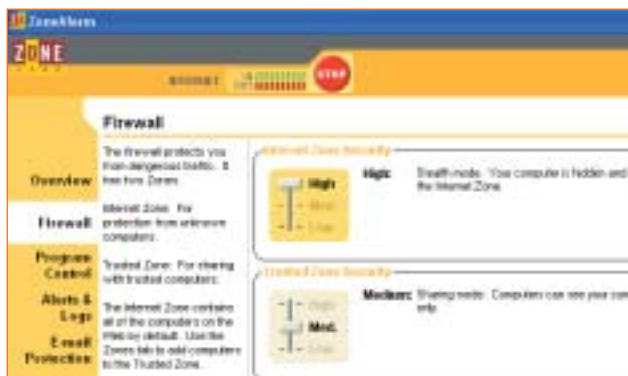 ZoneAlarm
ZONE
LABS
INTERNET
IN
OUT
STOP
Firewall
The firewall protects you
from dangerous traffic. It
has two Zones.
Internet Zone: For
protection from unknown
computers.
Trusted Zone: For sharing
with trusted computers.
The Internet Zone contains
all of the computers on the
Web by default. Use the
Zones tab to add computers
to the Trusted Zone.
Overview
Firewall
Program
Control
Alerts &
Logs
E-mail
Protection
Internet Zone Security
High
Med.
Low
High: Stealth mode. Your computer is hidden and
the Internet Zone.
Trusted Zone Security
High
Med.
Low
Medium: Sharing mode. Computers can see your
only.